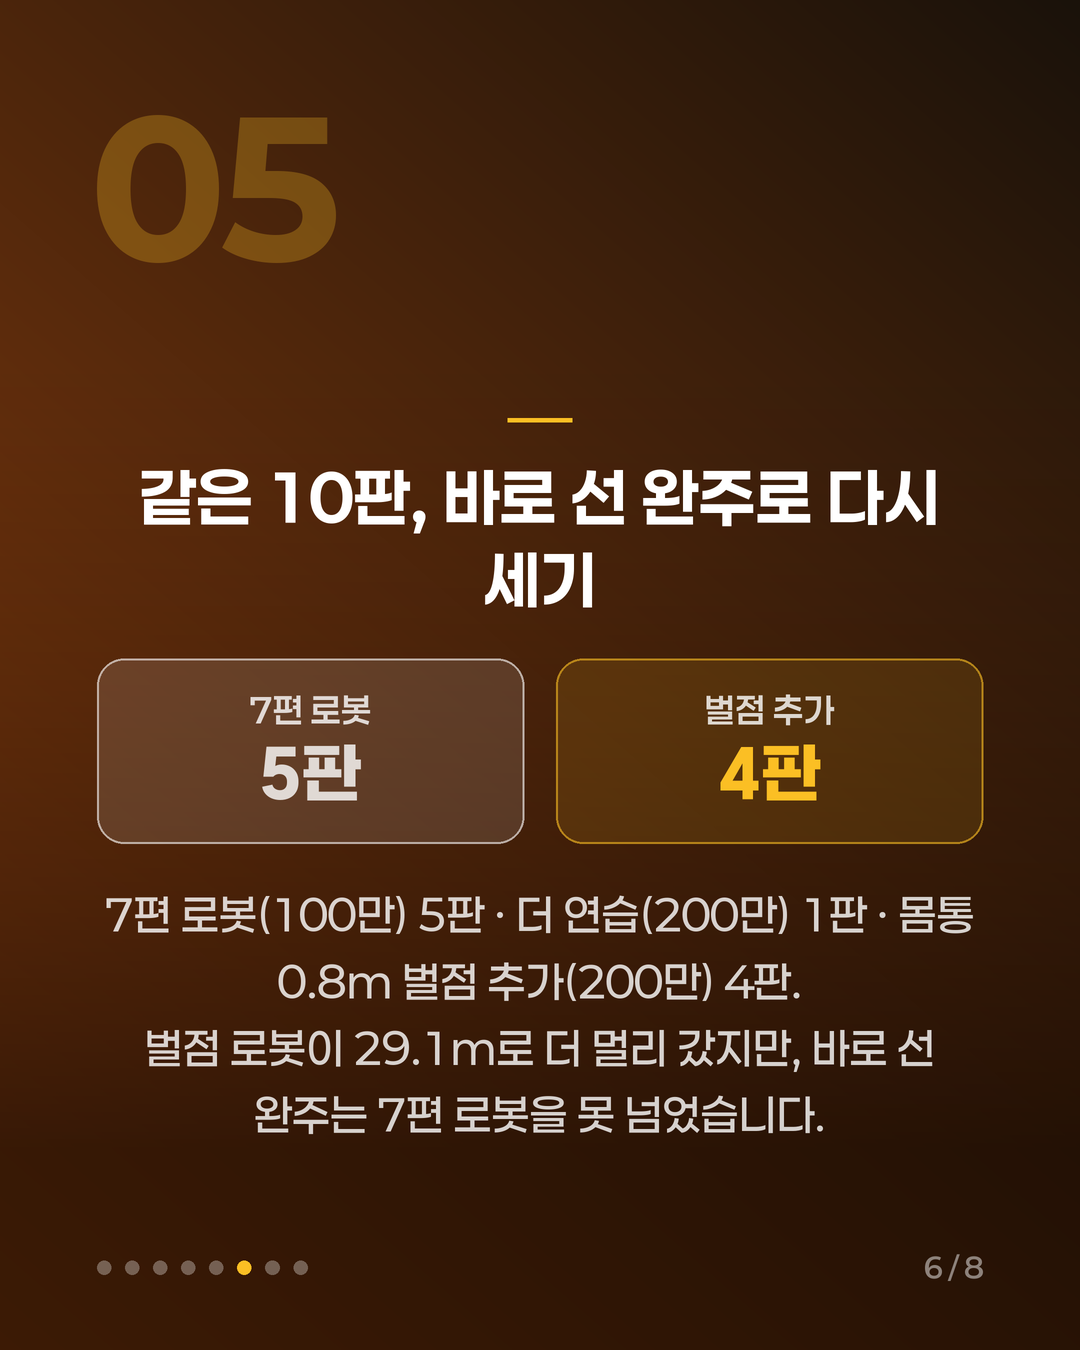 05
같은 10판, 바로 선 완주로 다시
세기
7편 로봇
5판
벌점 추가
4판
7편 로봇(100만) 5판 · 더 연습(200만) 1판 · 몸통
0.8m 벌점 추가(200만) 4판.
벌점 로봇이 29.1m로 더 멀리 갔지만, 바로 선
완주는 7편 로봇을 못 넘었습니다.
6/8